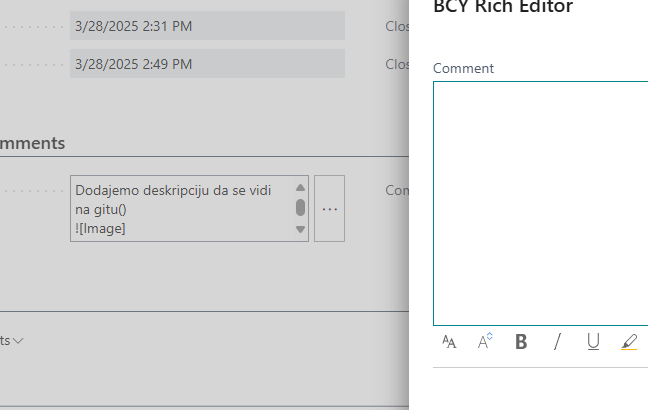 BCY Rich Editor
3/28/2025 2:31 PM
Clos
3/28/2025 2:49 PM
Clos
Comment
mments
Dodajemo deskripciju da se vidi
na gitu()
![Image]
...
Con
ts